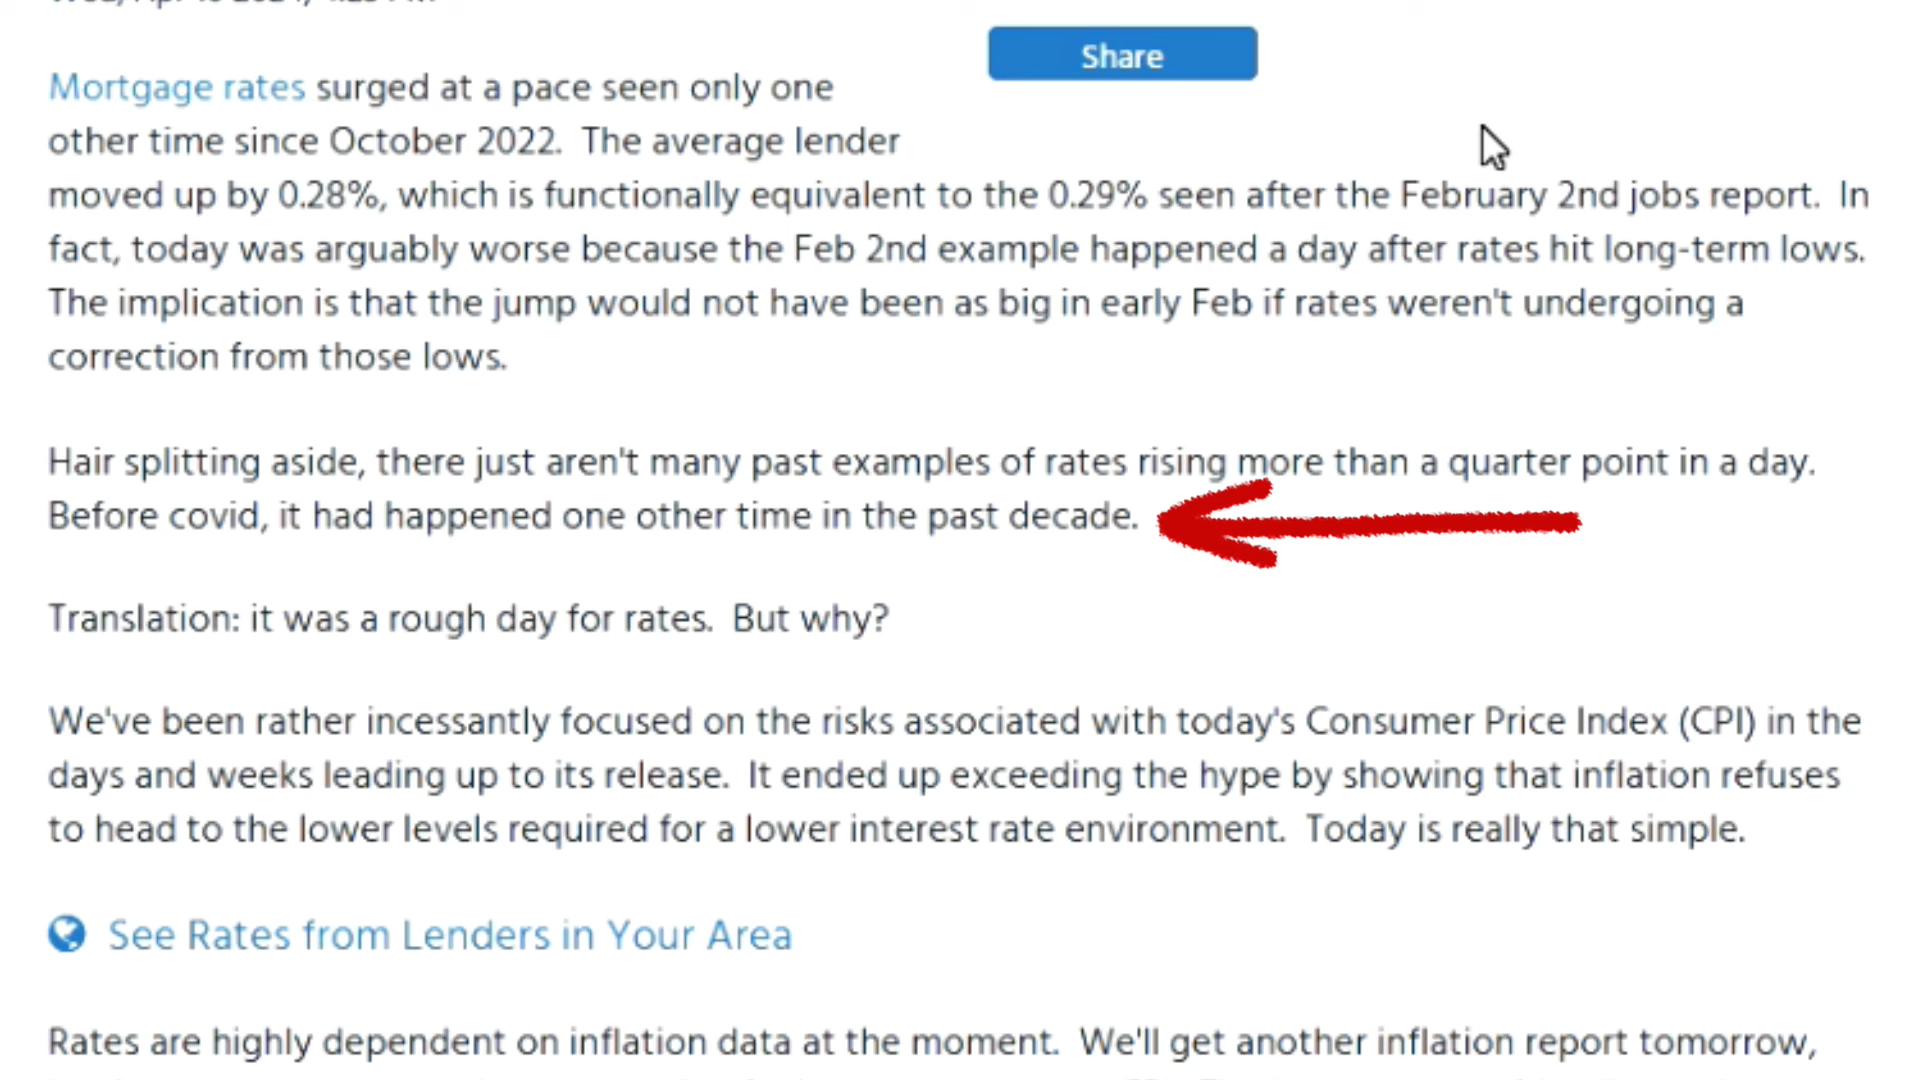 Share
Mortgage rates surged at a pace seen only one
other time since October 2022. The average lender
moved up by 0.28%, which is functionally equivalent to the 0.29% seen after the February 2nd jobs report. In
fact, today was arguably worse because the Feb 2nd example happened a day after rates hit long-term lows.
The implication is that the jump would not have been as big in early Feb if rates weren't undergoing a
correction from those lows.
Hair splitting aside, there just aren't many past examples of rates rising more than a quarter point in a day.
Before covid, it had happened one other time in the past decade.
Translation: it was a rough day for rates. But why?
We've been rather incessantly focused on the risks associated with today's Consumer Price Index (CPI) in the
days and weeks leading up to its release. It ended up exceeding the hype by showing that inflation refuses
to head to the lower levels required for a lower interest rate environment. Today is really that simple.
See Rates from Lenders in Your Area
Rates are highly dependent on inflation data at the moment. We'll get another inflation report tomorrow,